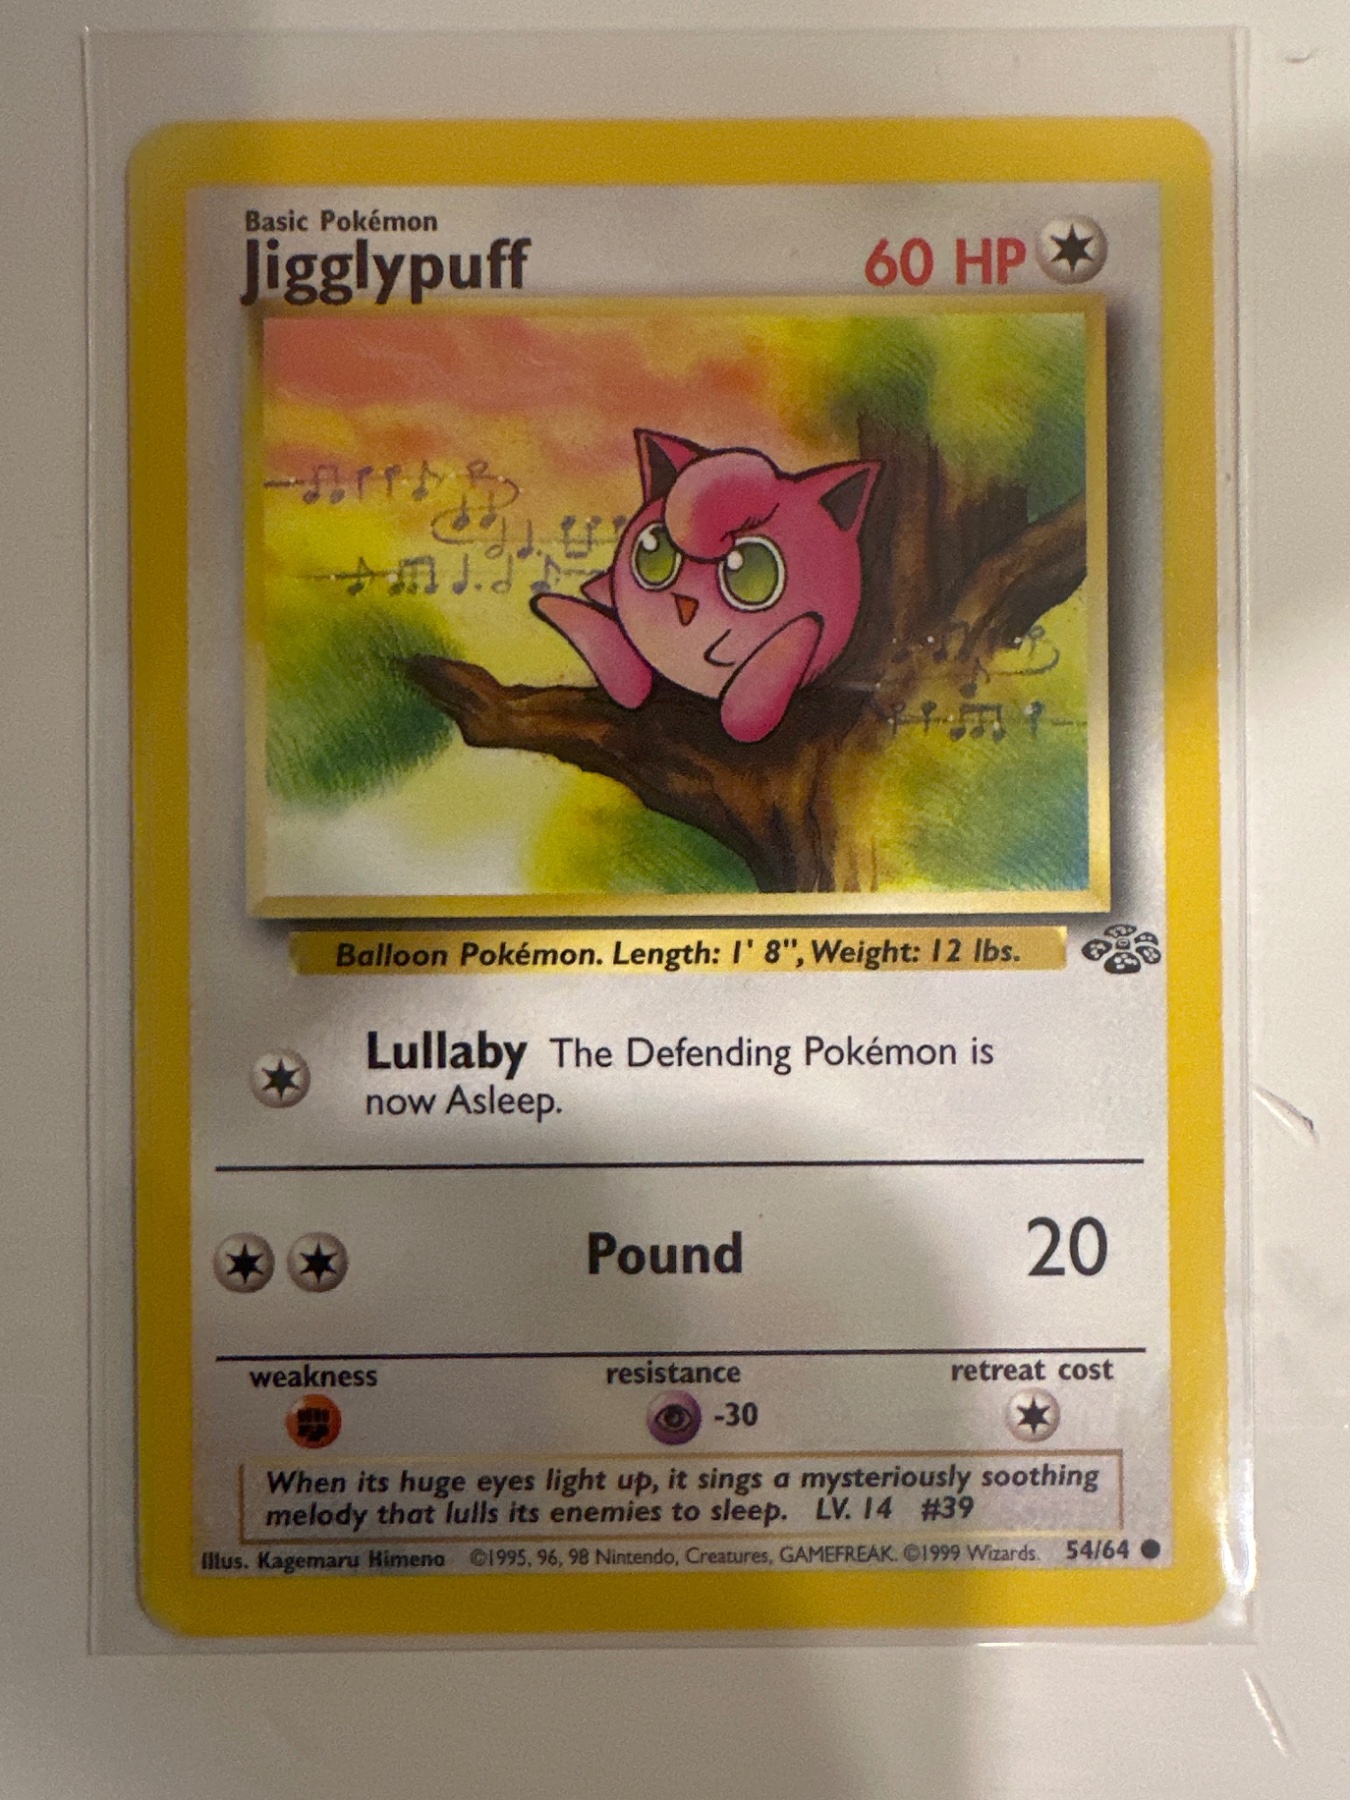 Basic Pokémon
Jigglypuff 60 HP
Balloon Pokémon. Length: 1' 8", Weight: 12 lbs.
Lullaby The Defending Pokémon is
now Asleep.
Pound 20
weakness resistance retreat cost
-30
When its huge eyes light up, it sings a mysteriously soothing
melody that lulls its enemies to sleep. LV. 14 #39
Illus. Kagemaru Himeno ©1995, 96, 98 Nintendo, Creatures, GAMEFREAK. ©1999 Wizards. 54/64